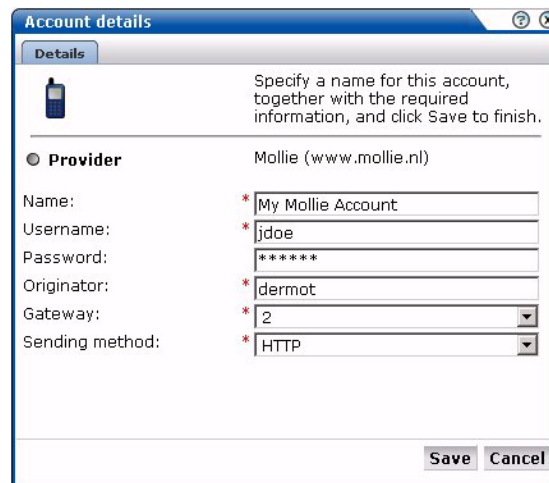 Account details
Details
Specify a name for this account,
together with the required
information, and click Save to finish.
Provider
Mollie (www.mollie.nl)
Name: * My Mollie Account
Username: * jdoe
Password: ******
Originator: * dermot
Gateway: * 2
Sending method: * HTTP
Save Cancel